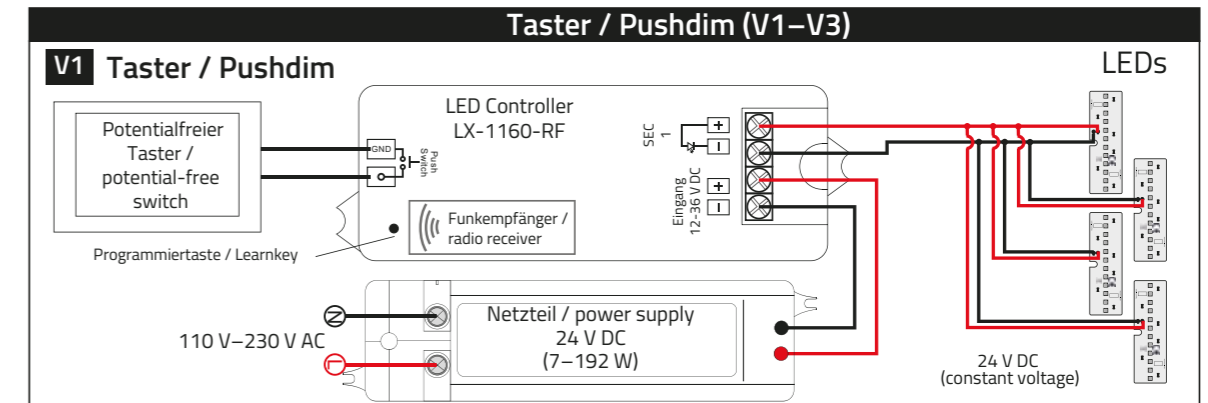 Taster / Pushdim (V1–V3)
V1 Taster / Pushdim
LEDs
Potentialfreier
Taster /
potential-free
switch
GND
Push
Switch
LED Controller
LX-1160-RF
SEC
1
+
−
Eingang
12-36 V DC
+
−
Funkempfänger /
radio receiver
Programmiertaste / Learnkey
N
110 V–230 V AC
L
Netzteil / power supply
24 V DC
(7–192 W)
24 V DC
(constant voltage)